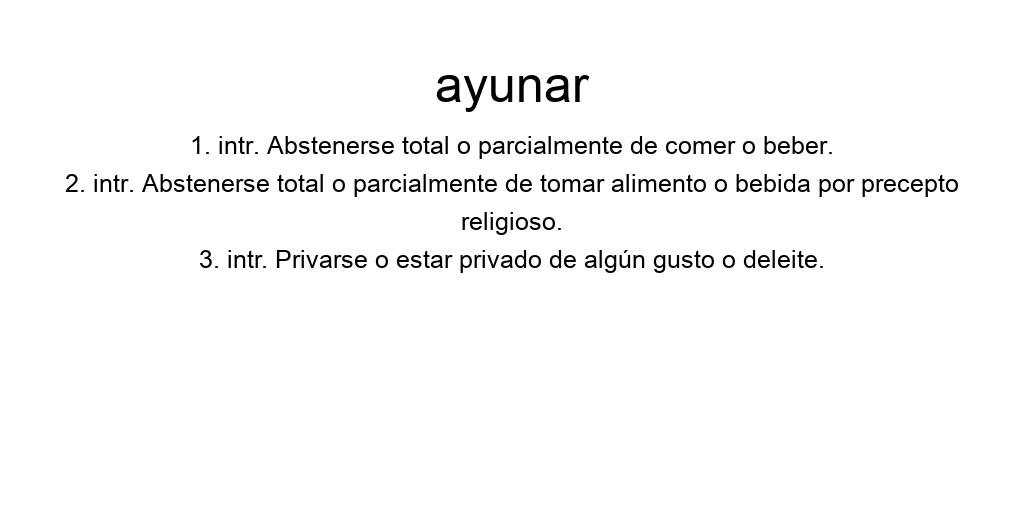 ayunar
1. intr. Abstenerse total o parcialmente de comer o beber.
2. intr. Abstenerse total o parcialmente de tomar alimento o bebida por precepto
religioso.
3. intr. Privarse o estar privado de algún gusto o deleite.